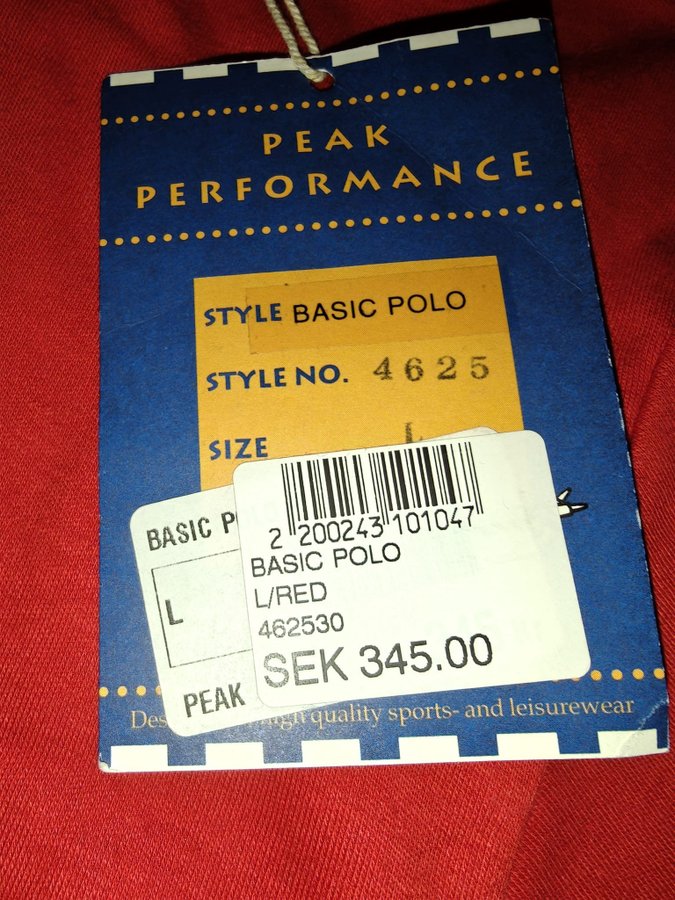 PEAK
PERFORMANCE
STYLE BASIC POLO
STYLE NO. 4625
SIZE L
BASIC
L
PEAK
2 200243 101047
BASIC POLO
L/RED
462530
SEK 345.00
high quality sports- and leisurewear